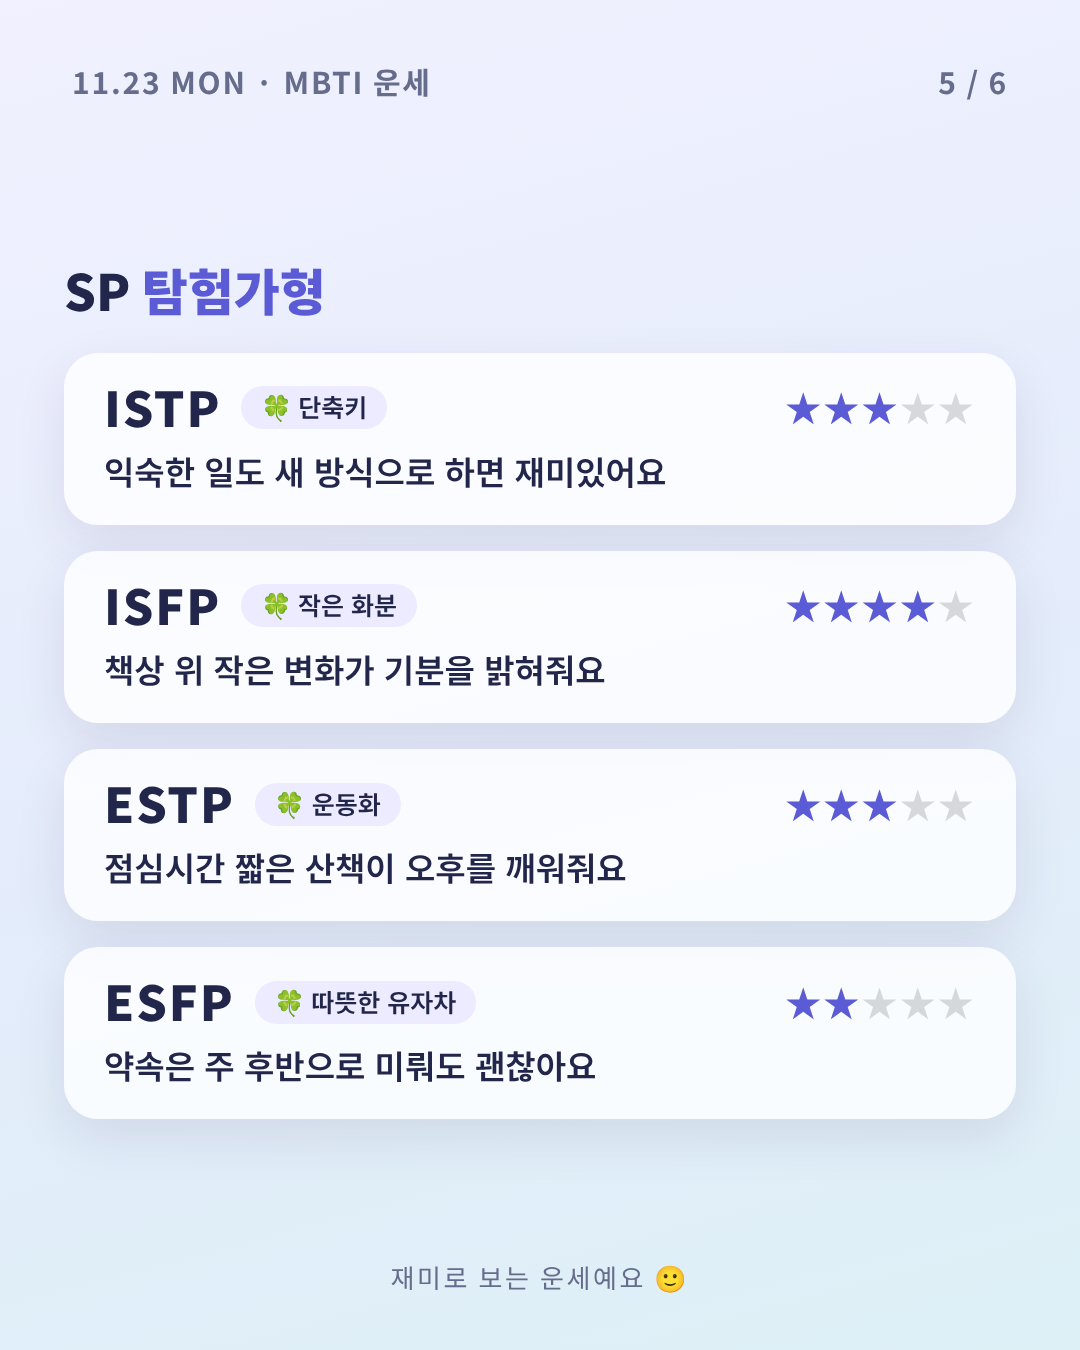 11.23 MON · MBTI 운세
5 / 6
SP 탐험가형
ISTP 🍀 단축키 ★★★★★
익숙한 일도 새 방식으로 하면 재미있어요
ISFP 🍀 작은 화분 ★★★★★
책상 위 작은 변화가 기분을 밝혀줘요
ESTP 🍀 운동화 ★★★★★
점심시간 짧은 산책이 오후를 깨워줘요
ESFP 🍀 따뜻한 유자차 ★★★★★
약속은 주 후반으로 미뤄도 괜찮아요
재미로 보는 운세예요 🙂